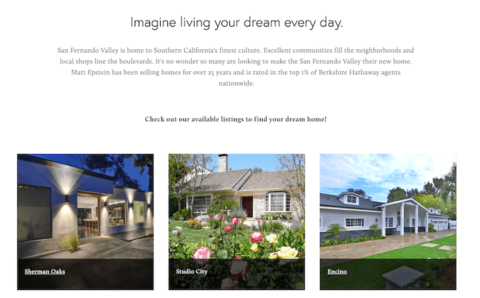 Imagine living your dream every day.
San Fernando Valley is home to Southern California's finest culture. Excellent communities fill the neighborhoods and
local shops line the boulevards. It's no wonder so many are looking to make the San Fernando Valley their new home.
Matt Epstein has been selling homes for over 25 years and is rated in the top 1% of Berkshire Hathaway agents
nationwide.
Check out our available listings to find your dream home!
Sherman Oaks
Studio City
Encino